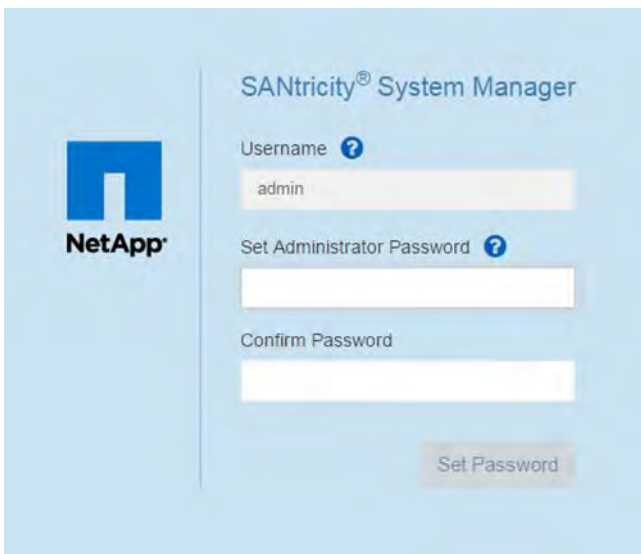 SANtricity® System Manager
Username
admin
NetApp®
Set Administrator Password
Confirm Password
Set Password